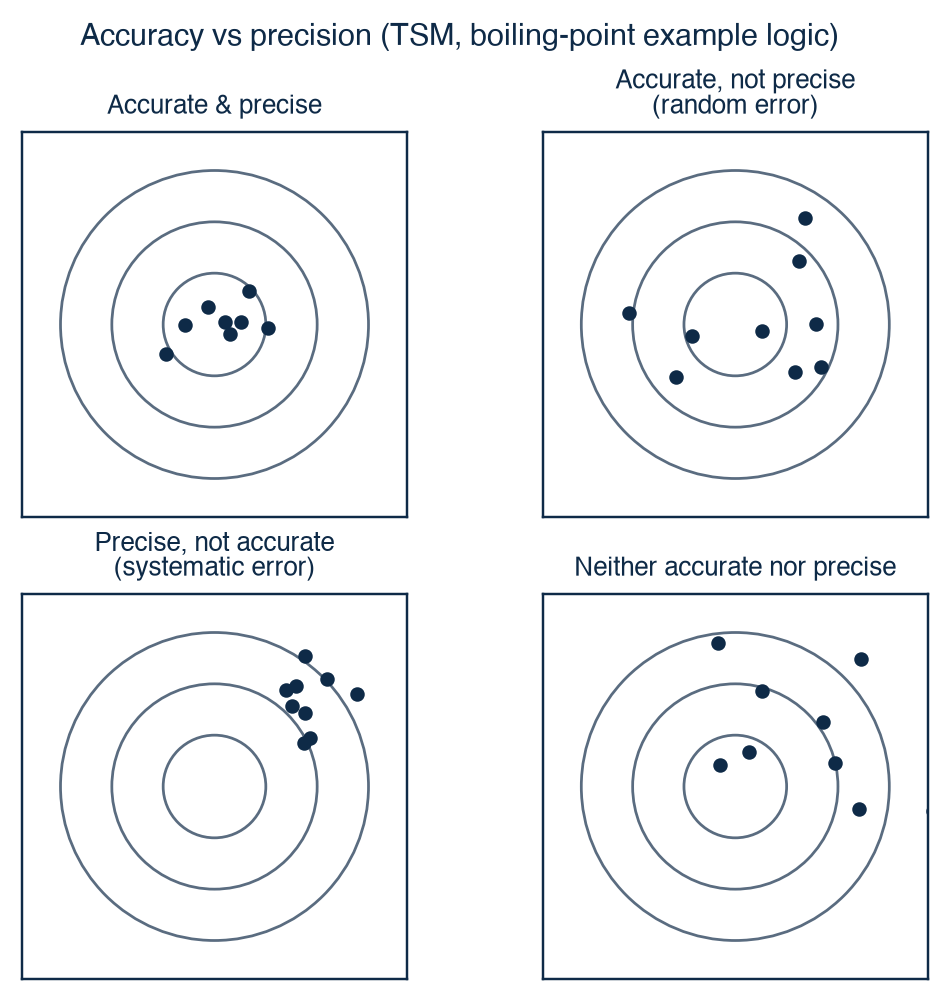 Accuracy vs precision (TSM, boiling-point example logic)
Accurate & precise
Accurate, not precise
(random error)
Precise, not accurate
(systematic error)
Neither accurate nor precise